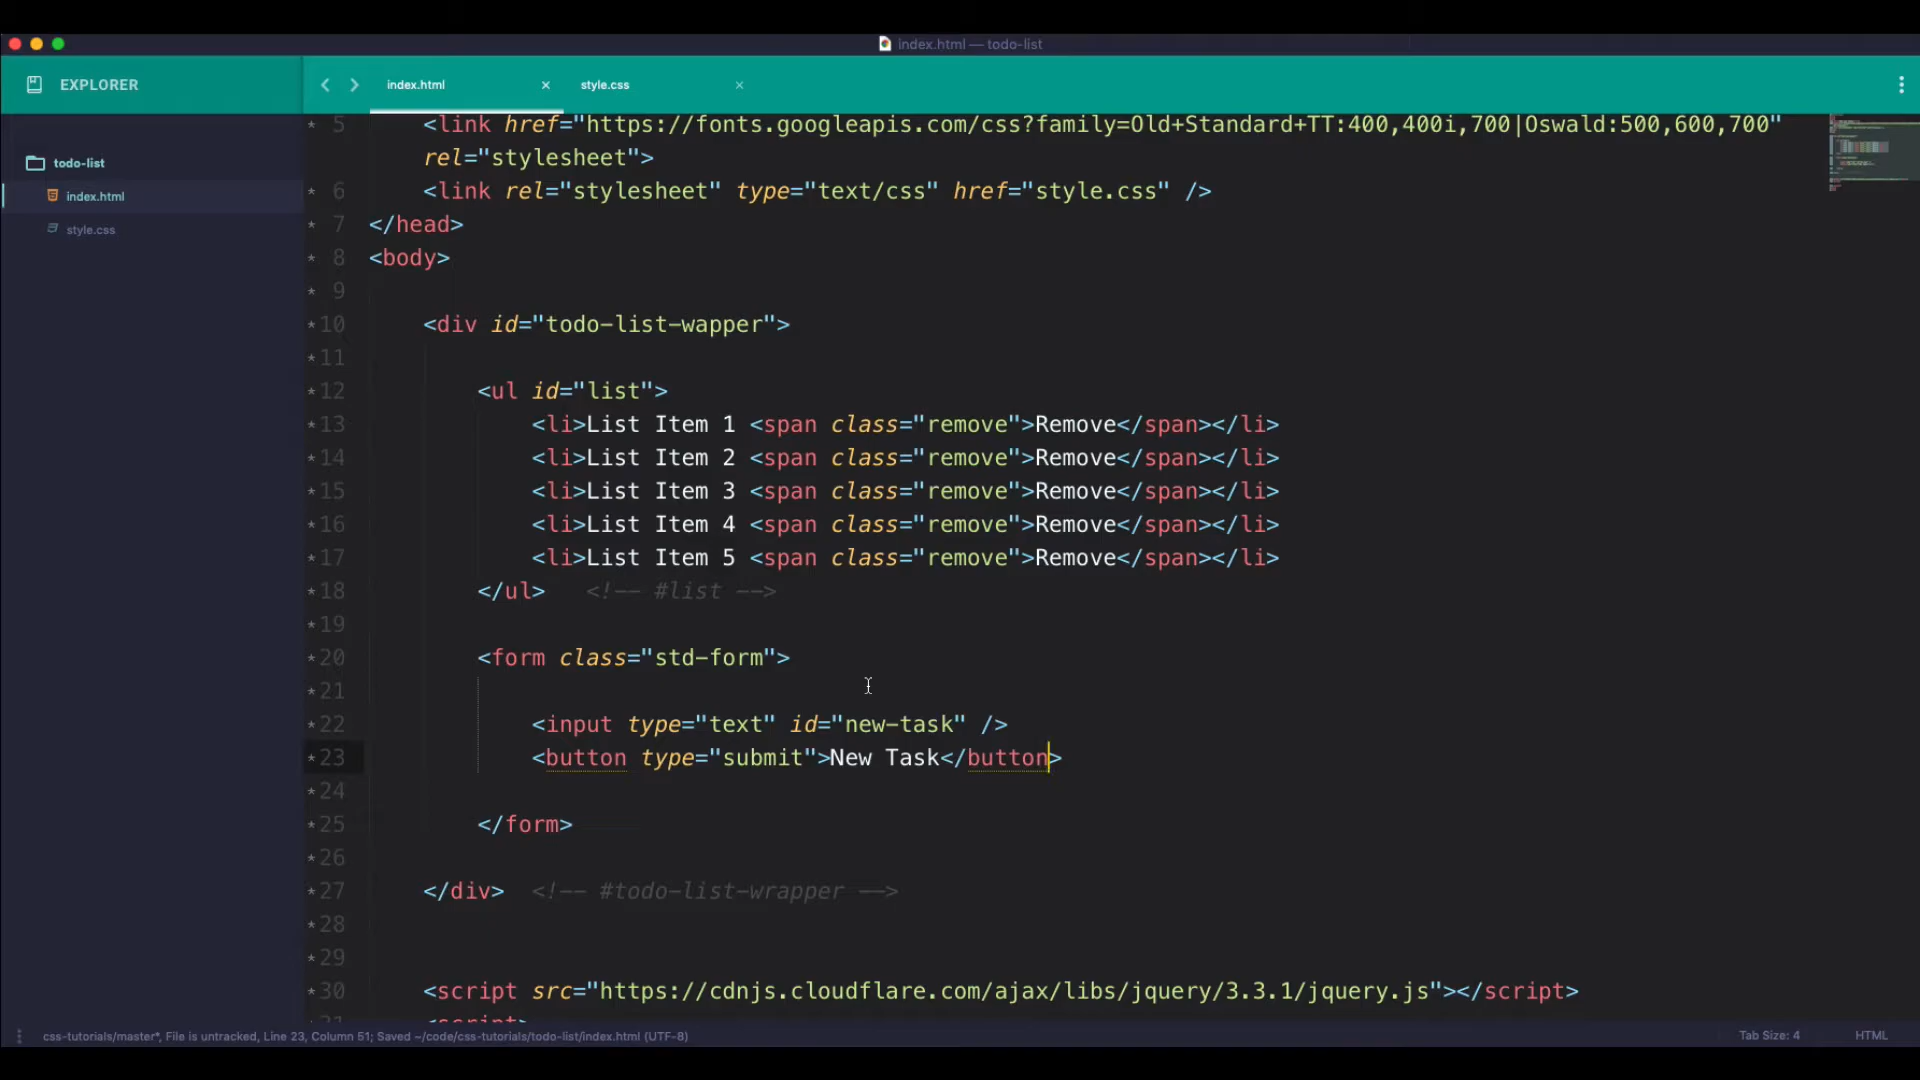 index.html — todo-list
EXPLORER
index.html
style.css
todo-list
index.html
style.css
5 <link href="https://fonts.googleapis.com/css?family=Old+Standard+TT:400,400i,700|Oswald:500,600,700"
rel="stylesheet">
6 <link rel="stylesheet" type="text/css" href="style.css" />
7 </head>
8 <body>
9
10 <div id="todo-list-wapper">
11
12 <ul id="list">
13 <li>List Item 1 <span class="remove">Remove</span></li>
14 <li>List Item 2 <span class="remove">Remove</span></li>
15 <li>List Item 3 <span class="remove">Remove</span></li>
16 <li>List Item 4 <span class="remove">Remove</span></li>
17 <li>List Item 5 <span class="remove">Remove</span></li>
18 </ul> <!-- #list -->
19
20 <form class="std-form">
21
22 <input type="text" id="new-task" />
23 <button type="submit">New Task</button>
24
25 </form>
26
27 </div> <!-- #todo-list-wrapper -->
28
29
30 <script src="https://cdnjs.cloudflare.com/ajax/libs/jquery/3.3.1/jquery.js"></script>
31 <script>
css-tutorials/master*, File is untracked, Line 23, Column 51; Saved ~/code/css-tutorials/todo-list/index.html (UTF-8)
Tab Size: 4
HTML